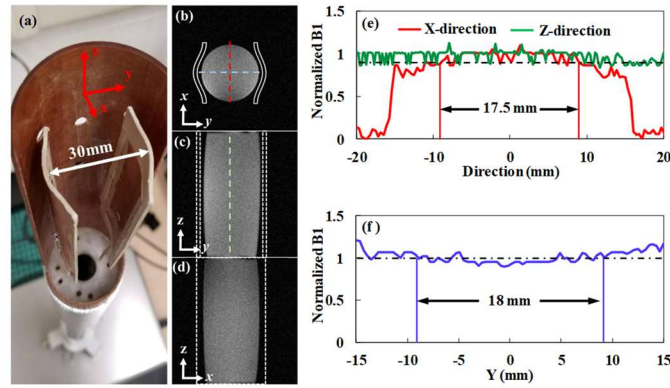 (a)
z
y
x
30mm
(b)
x
y
(c)
z
y
(d)
z
x
(e)
X-direction
Z-direction
Normalized B1
1.5
1
0.5
0
17.5 mm
-20
-10
0
10
20
Direction (mm)
(f)
Normalized B1
1.5
1
0.5
0
18 mm
-15
-10
-5
0
5
10
15
Y (mm)